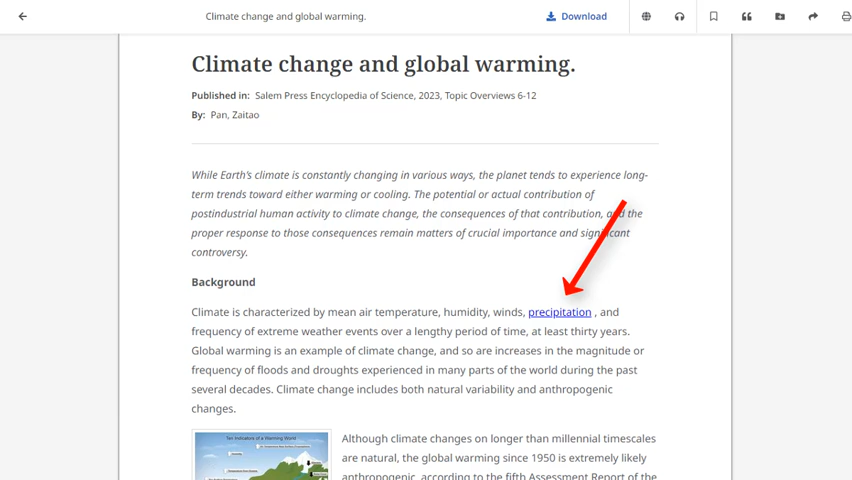 Climate change and global warming.
Download
Climate change and global warming.
Published in: Salem Press Encyclopedia of Science, 2023, Topic Overviews 6-12
By: Pan, Zaitao
While Earth's climate is constantly changing in various ways, the planet tends to experience long-
term trends toward either warming or cooling. The potential or actual contribution of
postindustrial human activity to climate change, the consequences of that contribution, and the
proper response to those consequences remain matters of crucial importance and significant
controversy.
Background
Climate is characterized by mean air temperature, humidity, winds, precipitation , and
frequency of extreme weather events over a lengthy period of time, at least thirty years.
Global warming is an example of climate change, and so are increases in the magnitude or
frequency of floods and droughts experienced in many parts of the world during the past
several decades. Climate change includes both natural variability and anthropogenic
changes.
Ten Indicators of a Warming World
Although climate changes on longer than millennial timescales
are natural, the global warming since 1950 is extremely likely
anthropogenic, according to the fifth Assessment Report of the